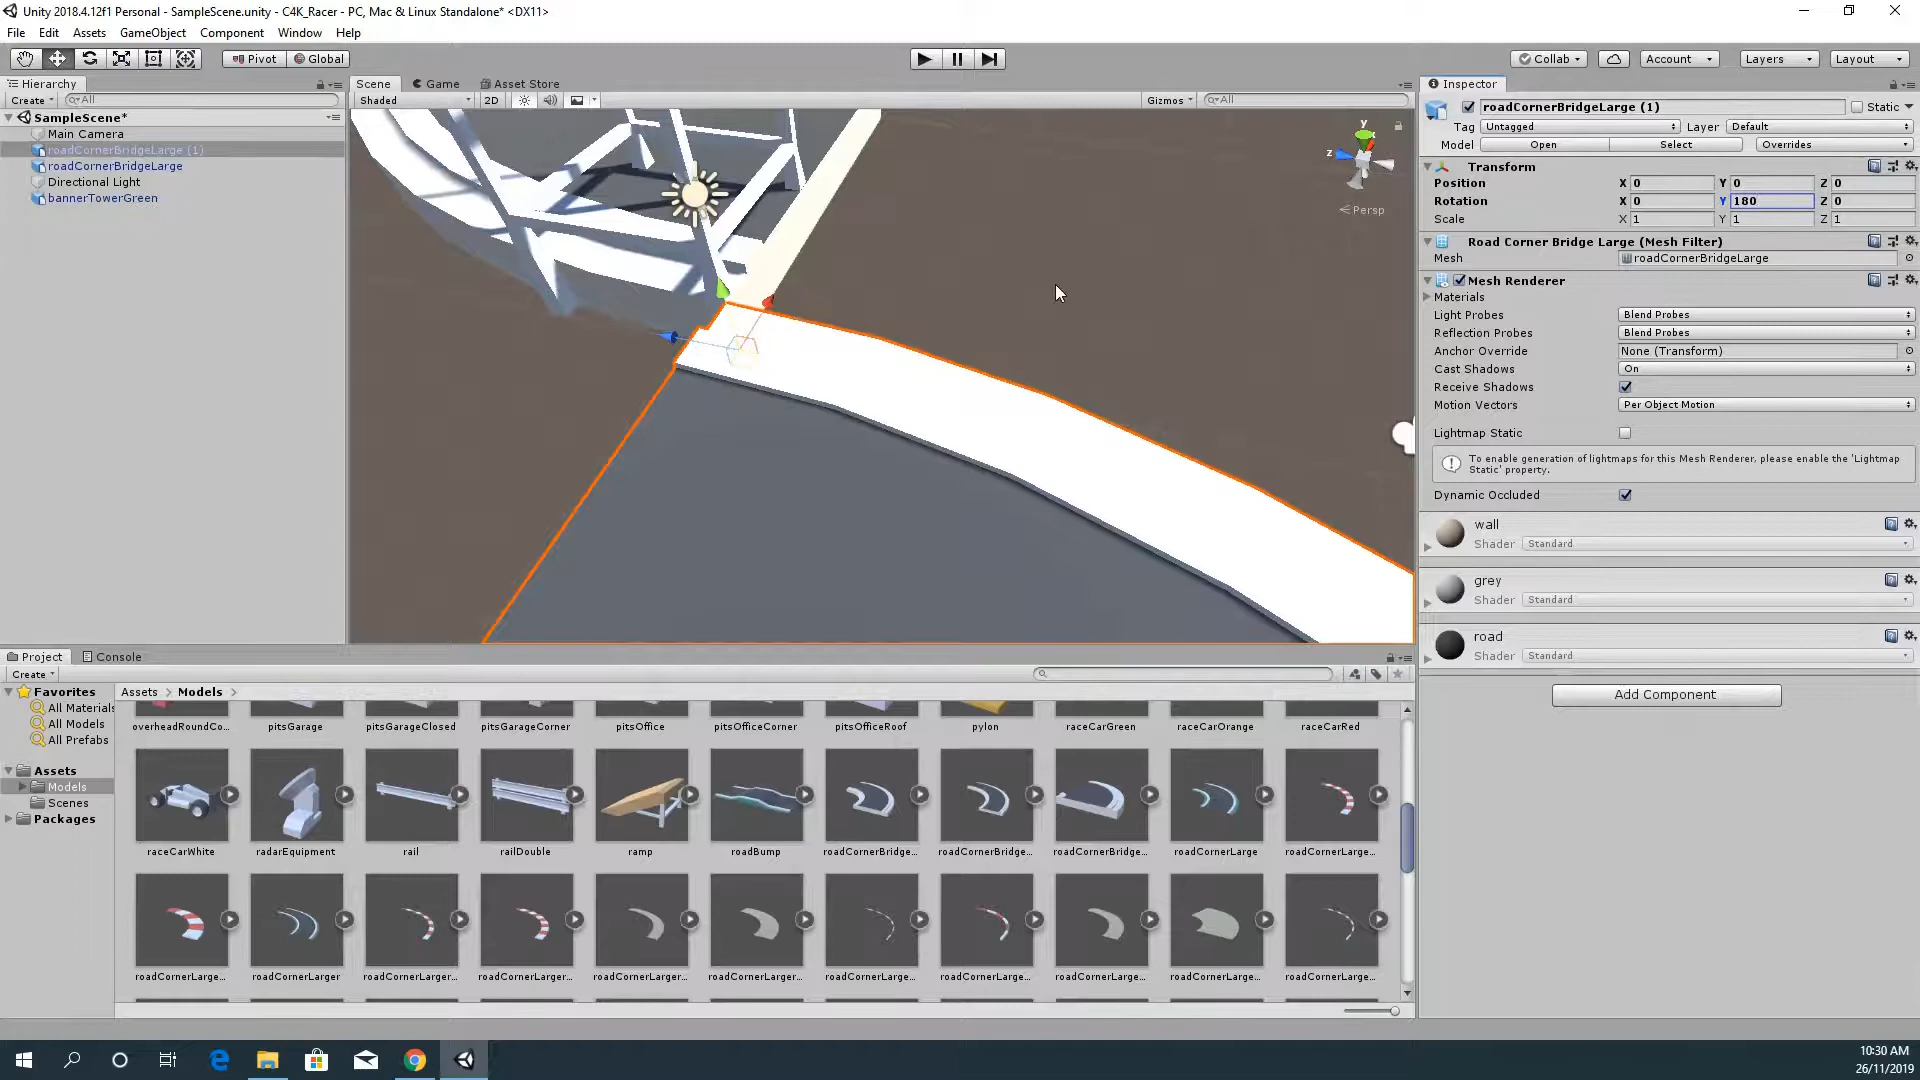 Unity 2018.4.12f1 Personal - SampleScene.unity - C4K_Racer - PC, Mac & Linux Standalone* <DX11>
File Edit Assets GameObject Component Window Help
Pivot Global
Collab Account Layers Layout
Hierarchy
Create All
SampleScene*
Main Camera
roadCornerBridgeLarge (1)
roadCornerBridgeLarge
Directional Light
bannerTowerGreen
Scene Game Asset Store
Shaded 2D Gizmos All
y
x
z
Persp
Inspector
roadCornerBridgeLarge (1) Static
Tag Untagged Layer Default
Model Open Select Overrides
Transform
Position X 0 Y 0 Z 0
Rotation X 0 Y 180 Z 0
Scale X 1 Y 1 Z 1
Road Corner Bridge Large (Mesh Filter)
Mesh roadCornerBridgeLarge
Mesh Renderer
Materials
Light Probes Blend Probes
Reflection Probes Blend Probes
Anchor Override None (Transform)
Cast Shadows On
Receive Shadows
Motion Vectors Per Object Motion
Lightmap Static
To enable generation of lightmaps for this Mesh Renderer, please enable the 'Lightmap
Static' property.
Dynamic Occluded
wall
Shader Standard
grey
Shader Standard
road
Shader Standard
Add Component
Project Console
Create
Favorites
All Materials
All Models
All Prefabs
Assets
Models
Scenes
Packages
Assets > Models >
overheadRoundCo... pitsGarage pitsGarageClosed pitsGarageCorner pitsOffice pitsOfficeCorner pitsOfficeRoof pylon raceCarGreen raceCarOrange raceCarRed
raceCarWhite radarEquipment rail railDouble ramp roadBump roadCornerBridge... roadCornerBridge... roadCornerBridge... roadCornerLarge roadCornerLarge...
roadCornerLarge... roadCornerLarger roadCornerLarger... roadCornerLarger... roadCornerLarger... roadCornerLarger... roadCornerLarge... roadCornerLarge... roadCornerLarge... roadCornerLarge... roadCornerLarge...
10:30 AM
26/11/2019